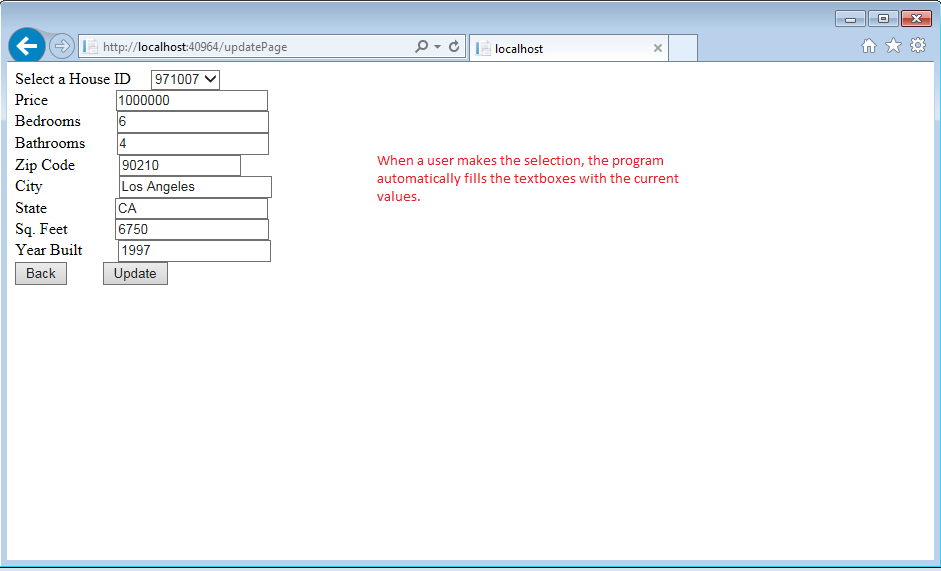 http://localhost:40964/updatePage
localhost
Select a House ID 971007
Price 1000000
Bedrooms 6
Bathrooms 4
Zip Code 90210
City Los Angeles
State CA
Sq. Feet 6750
Year Built 1997
Back Update
When a user makes the selection, the program
automatically fills the textboxes with the current
values.